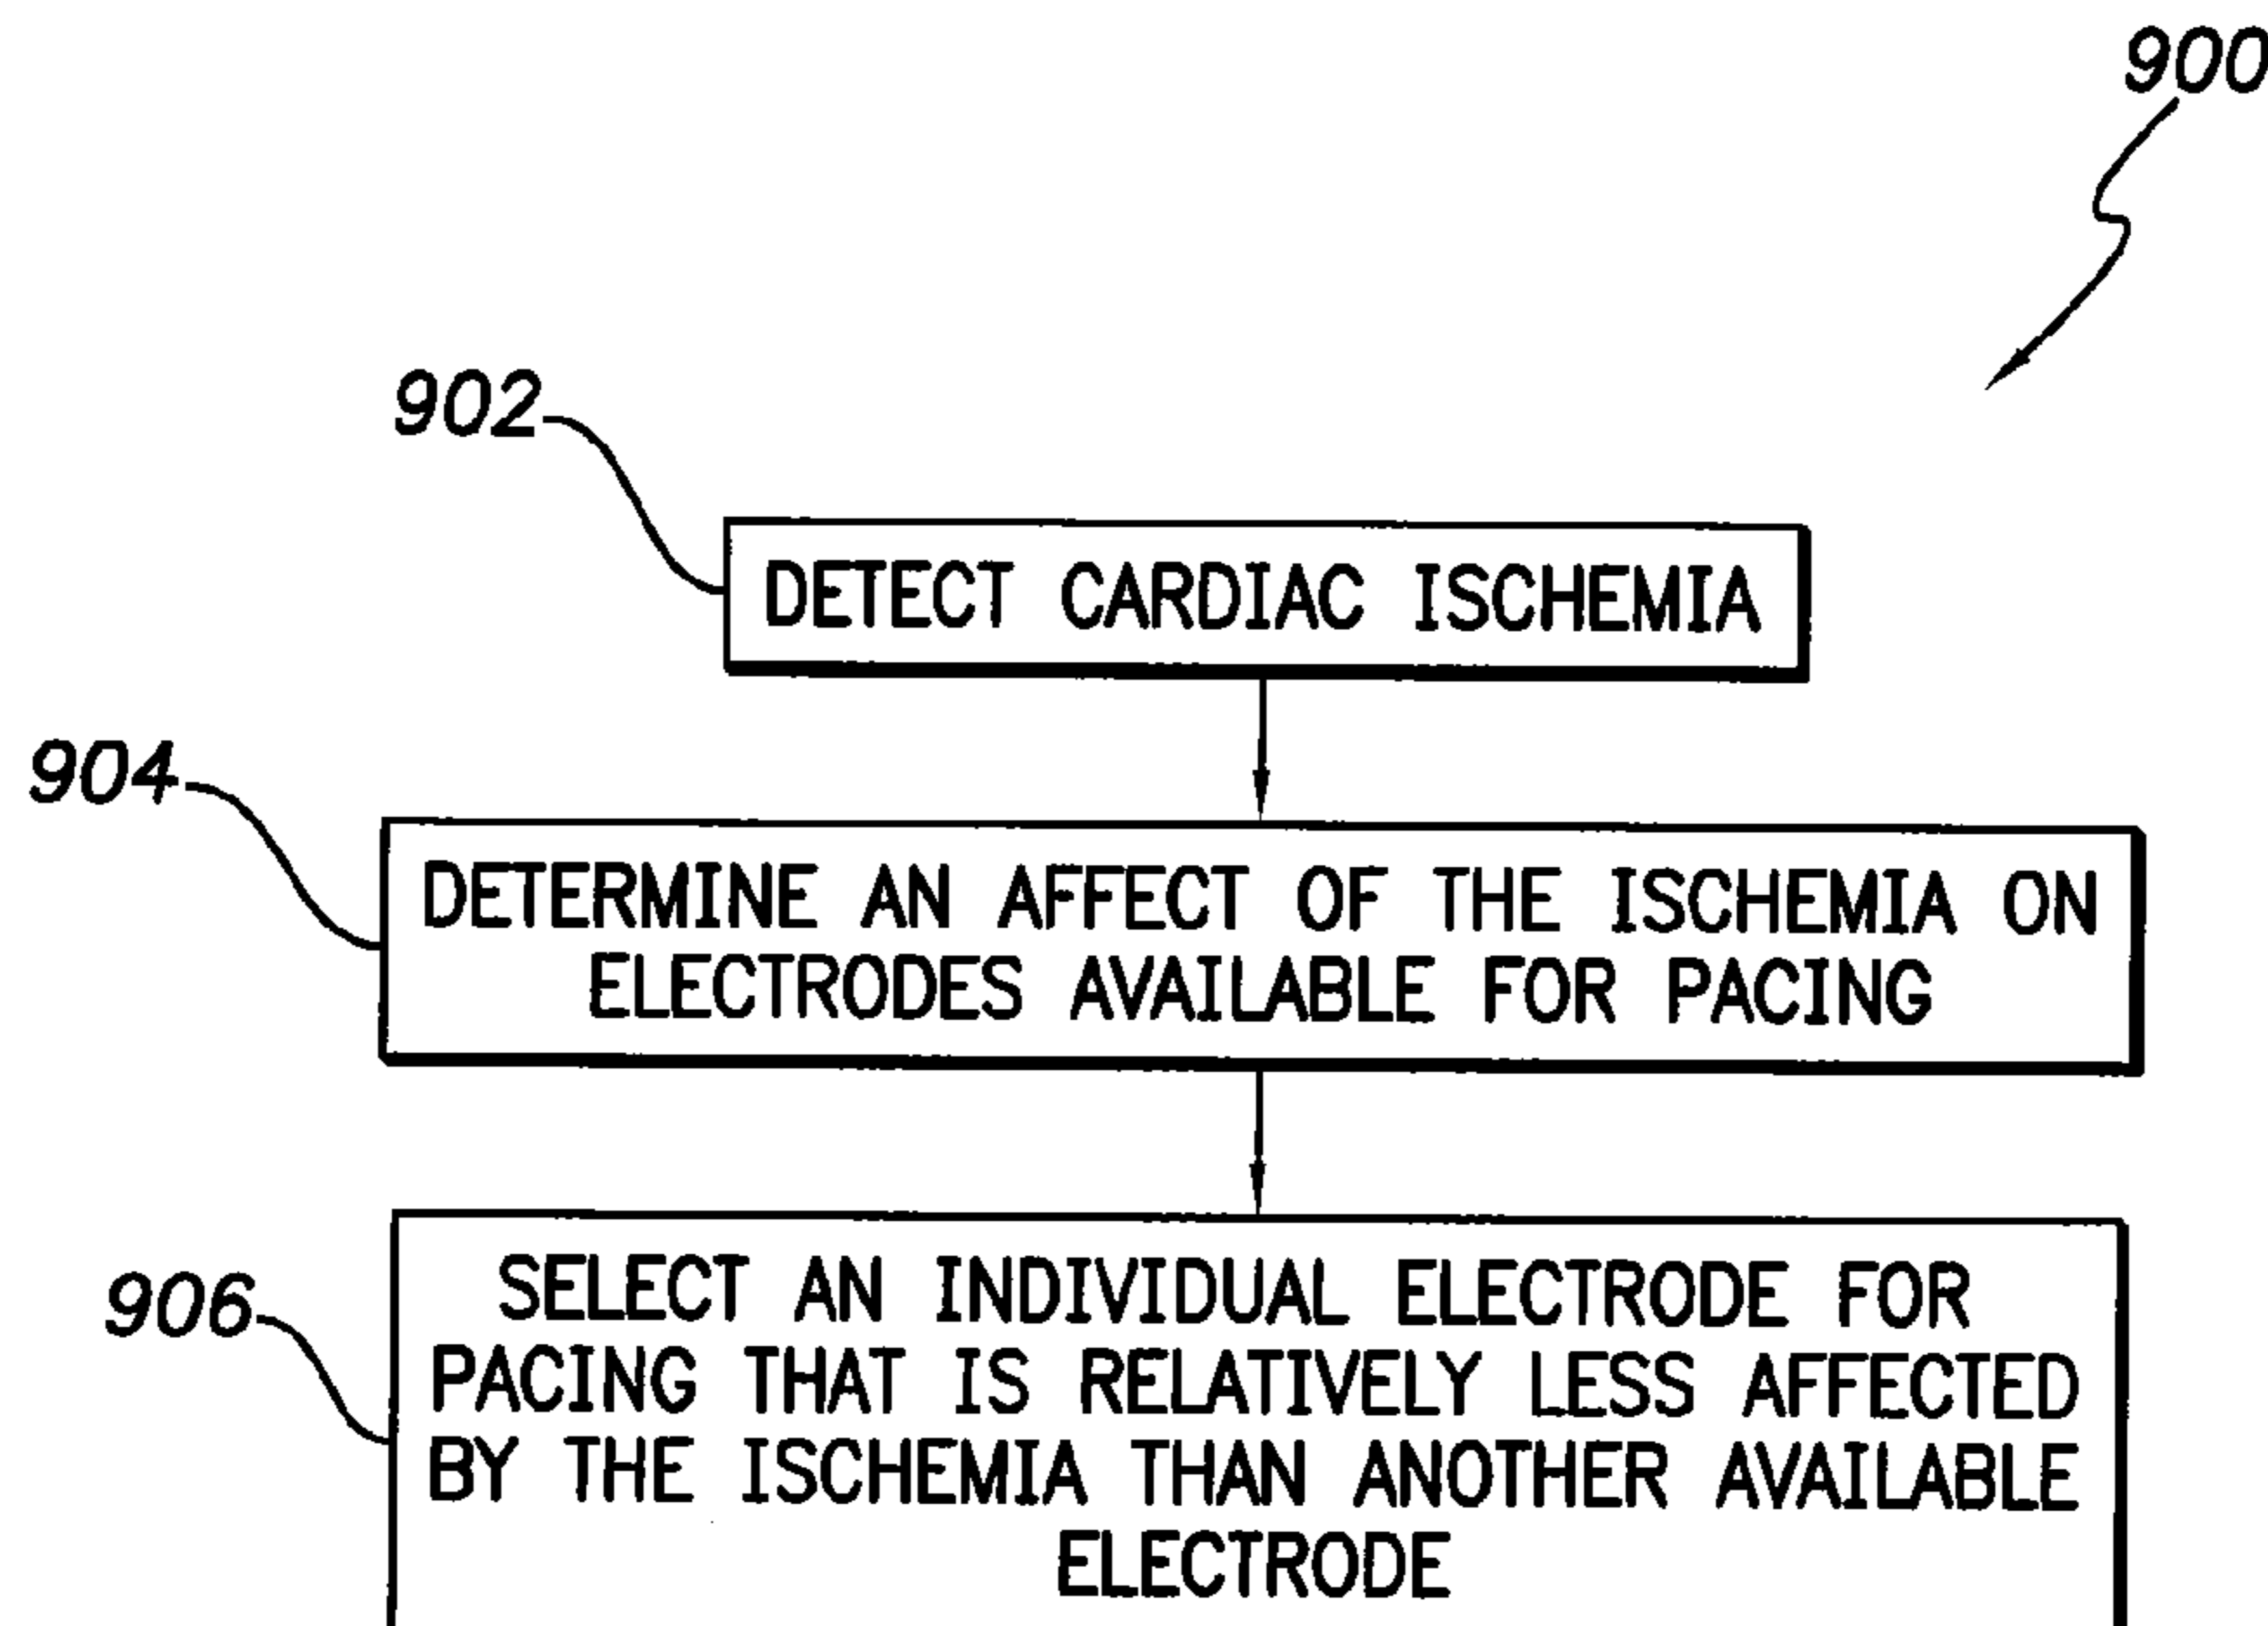 900
902
DETECT CARDIAC ISCHEMIA
904
DETERMINE AN AFFECT OF THE ISCHEMIA ON
ELECTRODES AVAILABLE FOR PACING
906
SELECT AN INDIVIDUAL ELECTRODE FOR
PACING THAT IS RELATIVELY LESS AFFECTED
BY THE ISCHEMIA THAN ANOTHER AVAILABLE
ELECTRODE